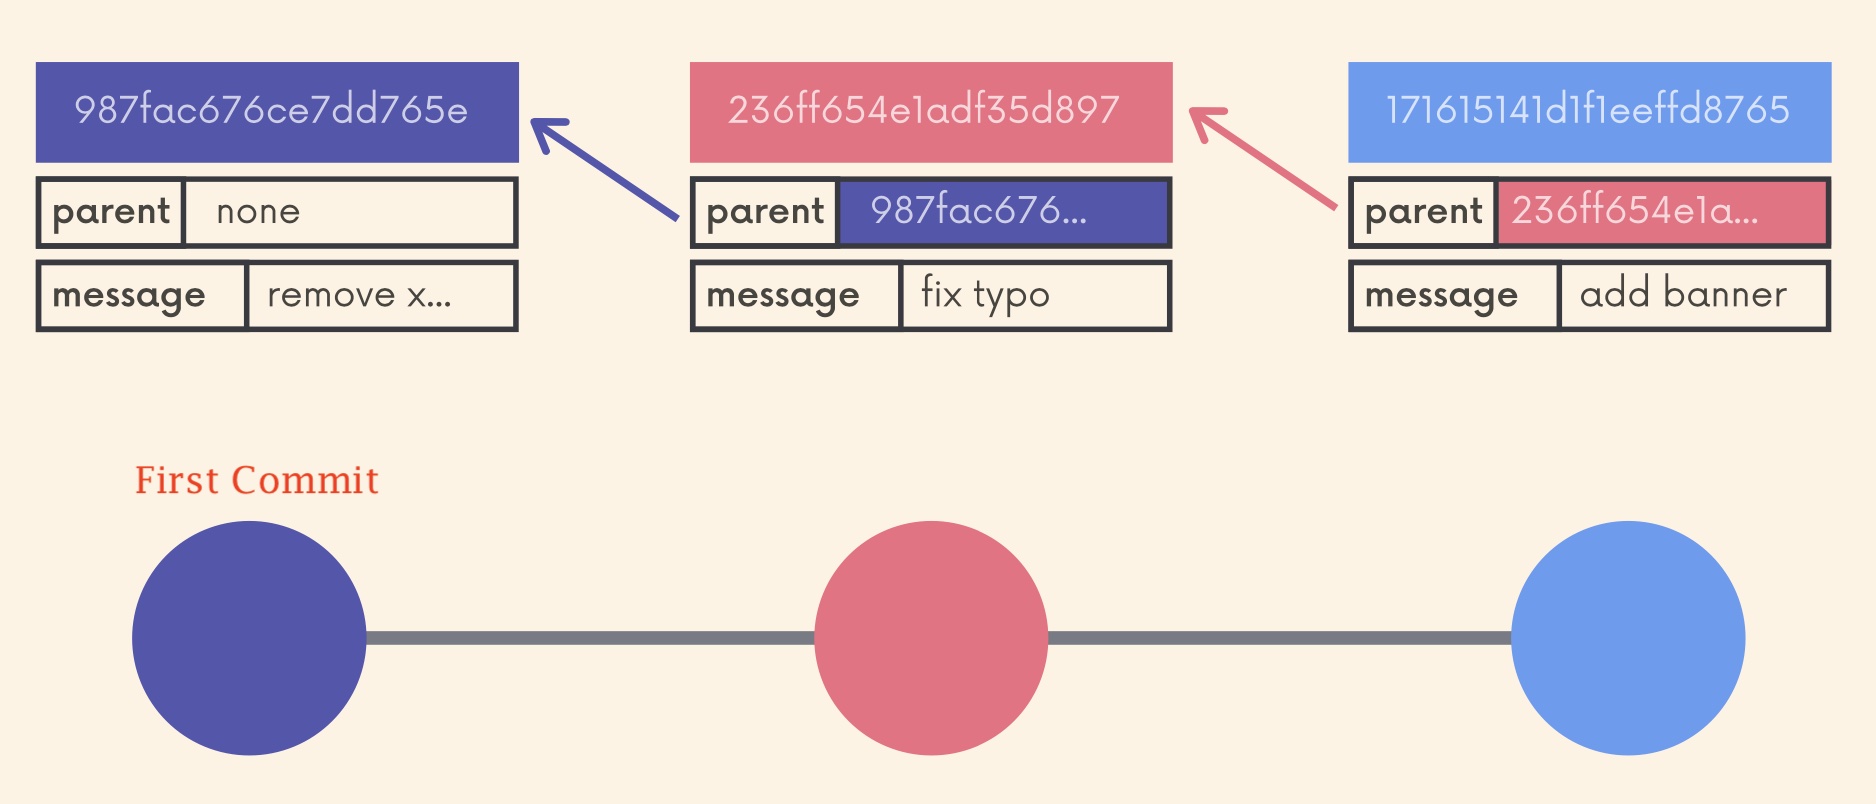 987fac676ce7dd765e
236ff654e1adf35d897
171615141d1f1eeffd8765
parent none
parent 987fac676...
parent 236ff654e1a...
message remove x...
message fix typo
message add banner
First Commit